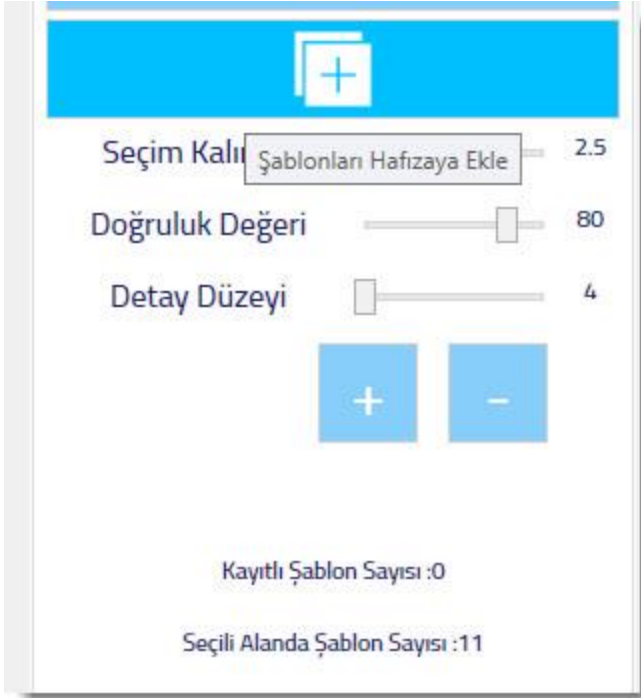 Seçim Kalı
Şablonları Hafızaya Ekle
2.5
Doğruluk Değeri
80
Detay Düzeyi
4
+
-
Kayıtlı Şablon Sayısı :0
Seçili Alanda Şablon Sayısı :11